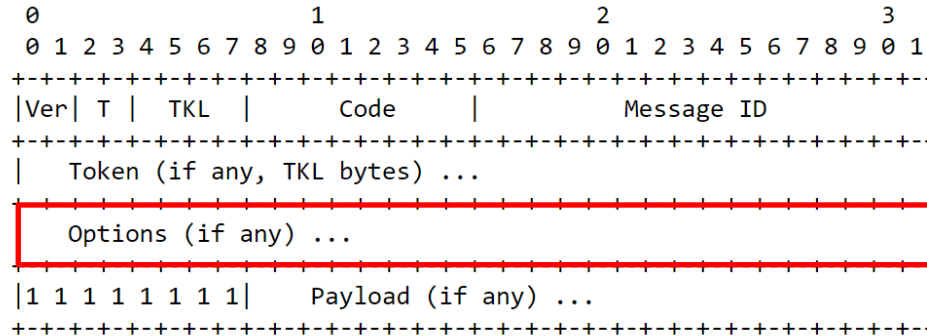 0                   1                   2                   3
0 1 2 3 4 5 6 7 8 9 0 1 2 3 4 5 6 7 8 9 0 1 2 3 4 5 6 7 8 9 0 1
+-+-+-+-+-+-+-+-+-+-+-+-+-+-+-+-+-+-+-+-+-+-+-+-+-+-+-+-+-+-+-+--
|Ver| T |  TKL  |      Code     |          Message ID
+-+-+-+-+-+-+-+-+-+-+-+-+-+-+-+-+-+-+-+-+-+-+-+-+-+-+-+-+-+-+-+--
|   Token (if any, TKL bytes) ...
+-+-+-+-+-+-+-+-+-+-+-+-+-+-+-+-+-+-+-+-+-+-+-+-+-+-+-+-+-+-+-+--
Options (if any) ...
+-+-+-+-+-+-+-+-+-+-+-+-+-+-+-+-+-+-+-+-+-+-+-+-+-+-+-+-+-+-+-+--
|1 1 1 1 1 1 1 1|    Payload (if any) ...
+-+-+-+-+-+-+-+-+-+-+-+-+-+-+-+-+-+-+-+-+-+-+-+-+-+-+-+-+-+-+-+--